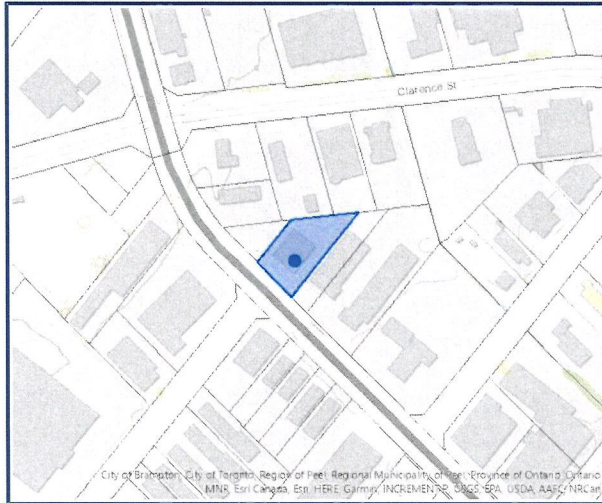 Clarence St
City of Brampton, City of Toronto, Region of Peel, Regional Municipality of Peel, Province of Ontario, Ontario
MNR, Esri Canada, Esri, HERE, Garmin, INCREMENT P, USGS, EPA, USDA, AAFC, NRCan